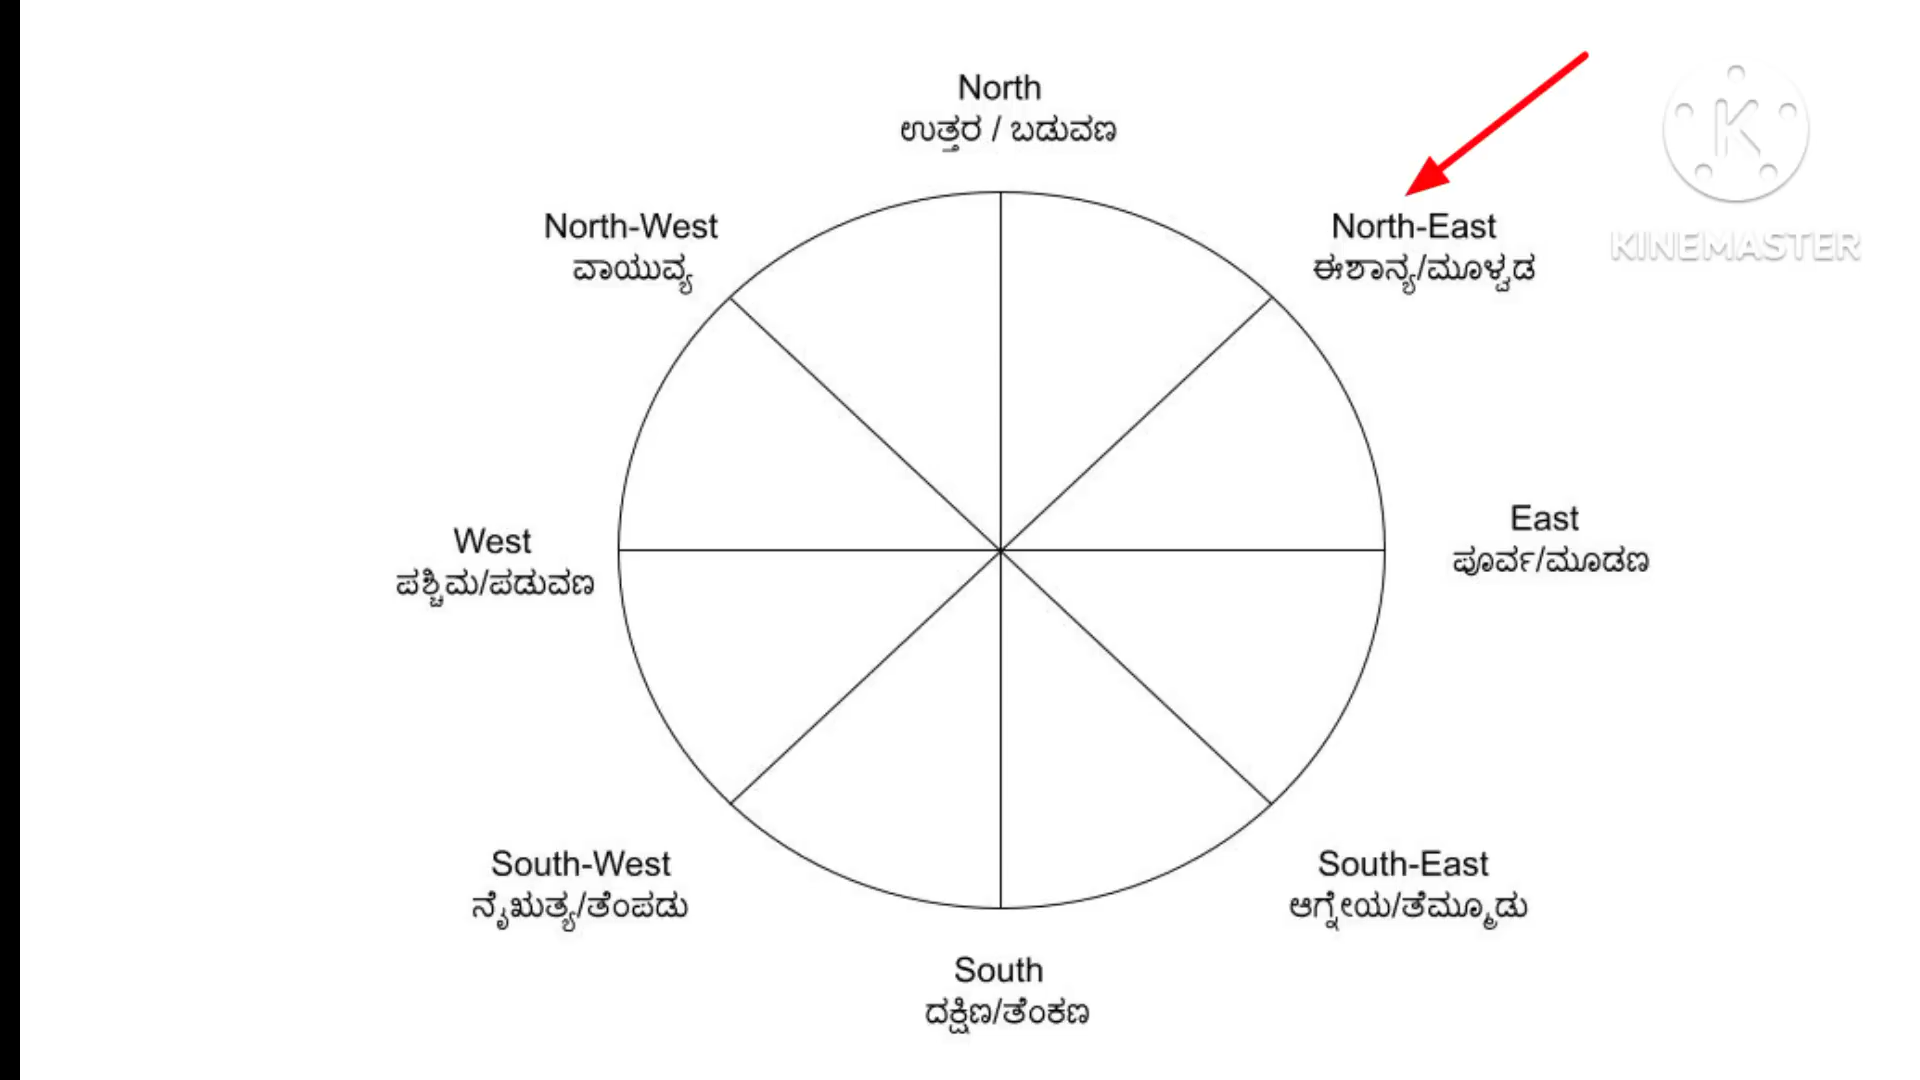 North
ಉತ್ತರ / ಬಡುವಣ
North-West
ವಾಯುವ್ಯ
North-East
ಈಶಾನ್ಯ/ಮೂಳ್ವಡ
K
KINEMASTER
West
ಪಶ್ಚಿಮ/ಪಡುವಣ
East
ಪೂರ್ವ/ಮೂಡಣ
South-West
ನೈಋತ್ಯ/ತೆಂಪಡು
South-East
ಆಗ್ನೇಯ/ತೆಮ್ಮೂಡು
South
ದಕ್ಷಿಣ/ತೆಂಕಣ